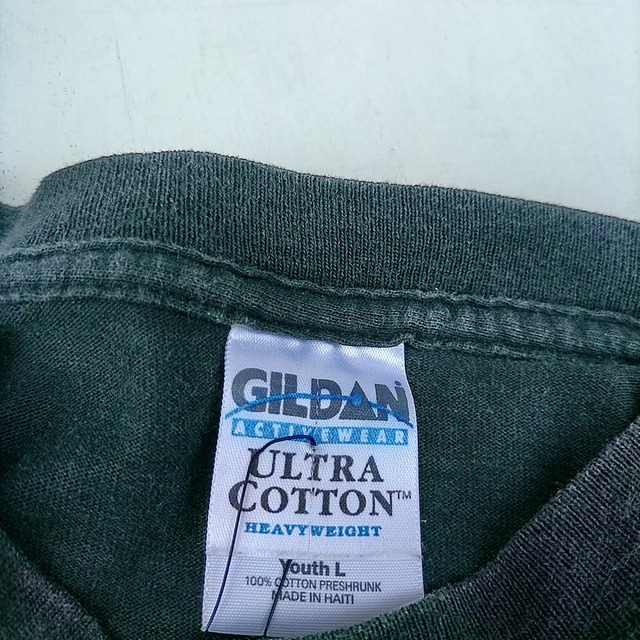 GILDAN
ACTIVEWEAR
ULTRA
COTTON™
HEAVYWEIGHT
Youth L
100% COTTON PRESHRUNK
MADE IN HAITI